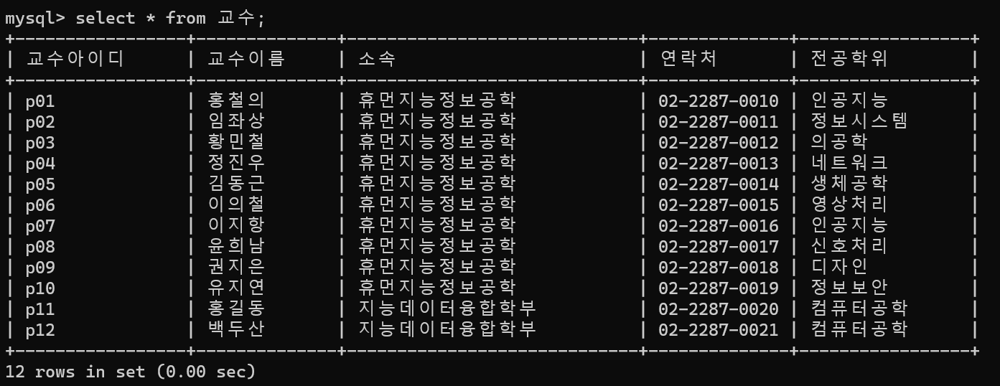 mysql> select * from 교수;
+-----------------+--------------+-----------------------------+--------------+-----------------+
| 교수아이디 | 교수이름 | 소속 | 연락처 | 전공학위 |
+-----------------+--------------+-----------------------------+--------------+-----------------+
| p01 | 홍철의 | 휴먼지능정보공학 | 02-2287-0010 | 인공지능 |
| p02 | 임좌상 | 휴먼지능정보공학 | 02-2287-0011 | 정보시스템 |
| p03 | 황민철 | 휴먼지능정보공학 | 02-2287-0012 | 의공학 |
| p04 | 정진우 | 휴먼지능정보공학 | 02-2287-0013 | 네트워크 |
| p05 | 김동근 | 휴먼지능정보공학 | 02-2287-0014 | 생체공학 |
| p06 | 이의철 | 휴먼지능정보공학 | 02-2287-0015 | 영상처리 |
| p07 | 이지항 | 휴먼지능정보공학 | 02-2287-0016 | 인공지능 |
| p08 | 윤희남 | 휴먼지능정보공학 | 02-2287-0017 | 신호처리 |
| p09 | 권지은 | 휴먼지능정보공학 | 02-2287-0018 | 디자인 |
| p10 | 유지연 | 휴먼지능정보공학 | 02-2287-0019 | 정보보안 |
| p11 | 홍길동 | 지능데이터융합학부 | 02-2287-0020 | 컴퓨터공학 |
| p12 | 백두산 | 지능데이터융합학부 | 02-2287-0021 | 컴퓨터공학 |
+-----------------+--------------+-----------------------------+--------------+-----------------+
12 rows in set (0.00 sec)